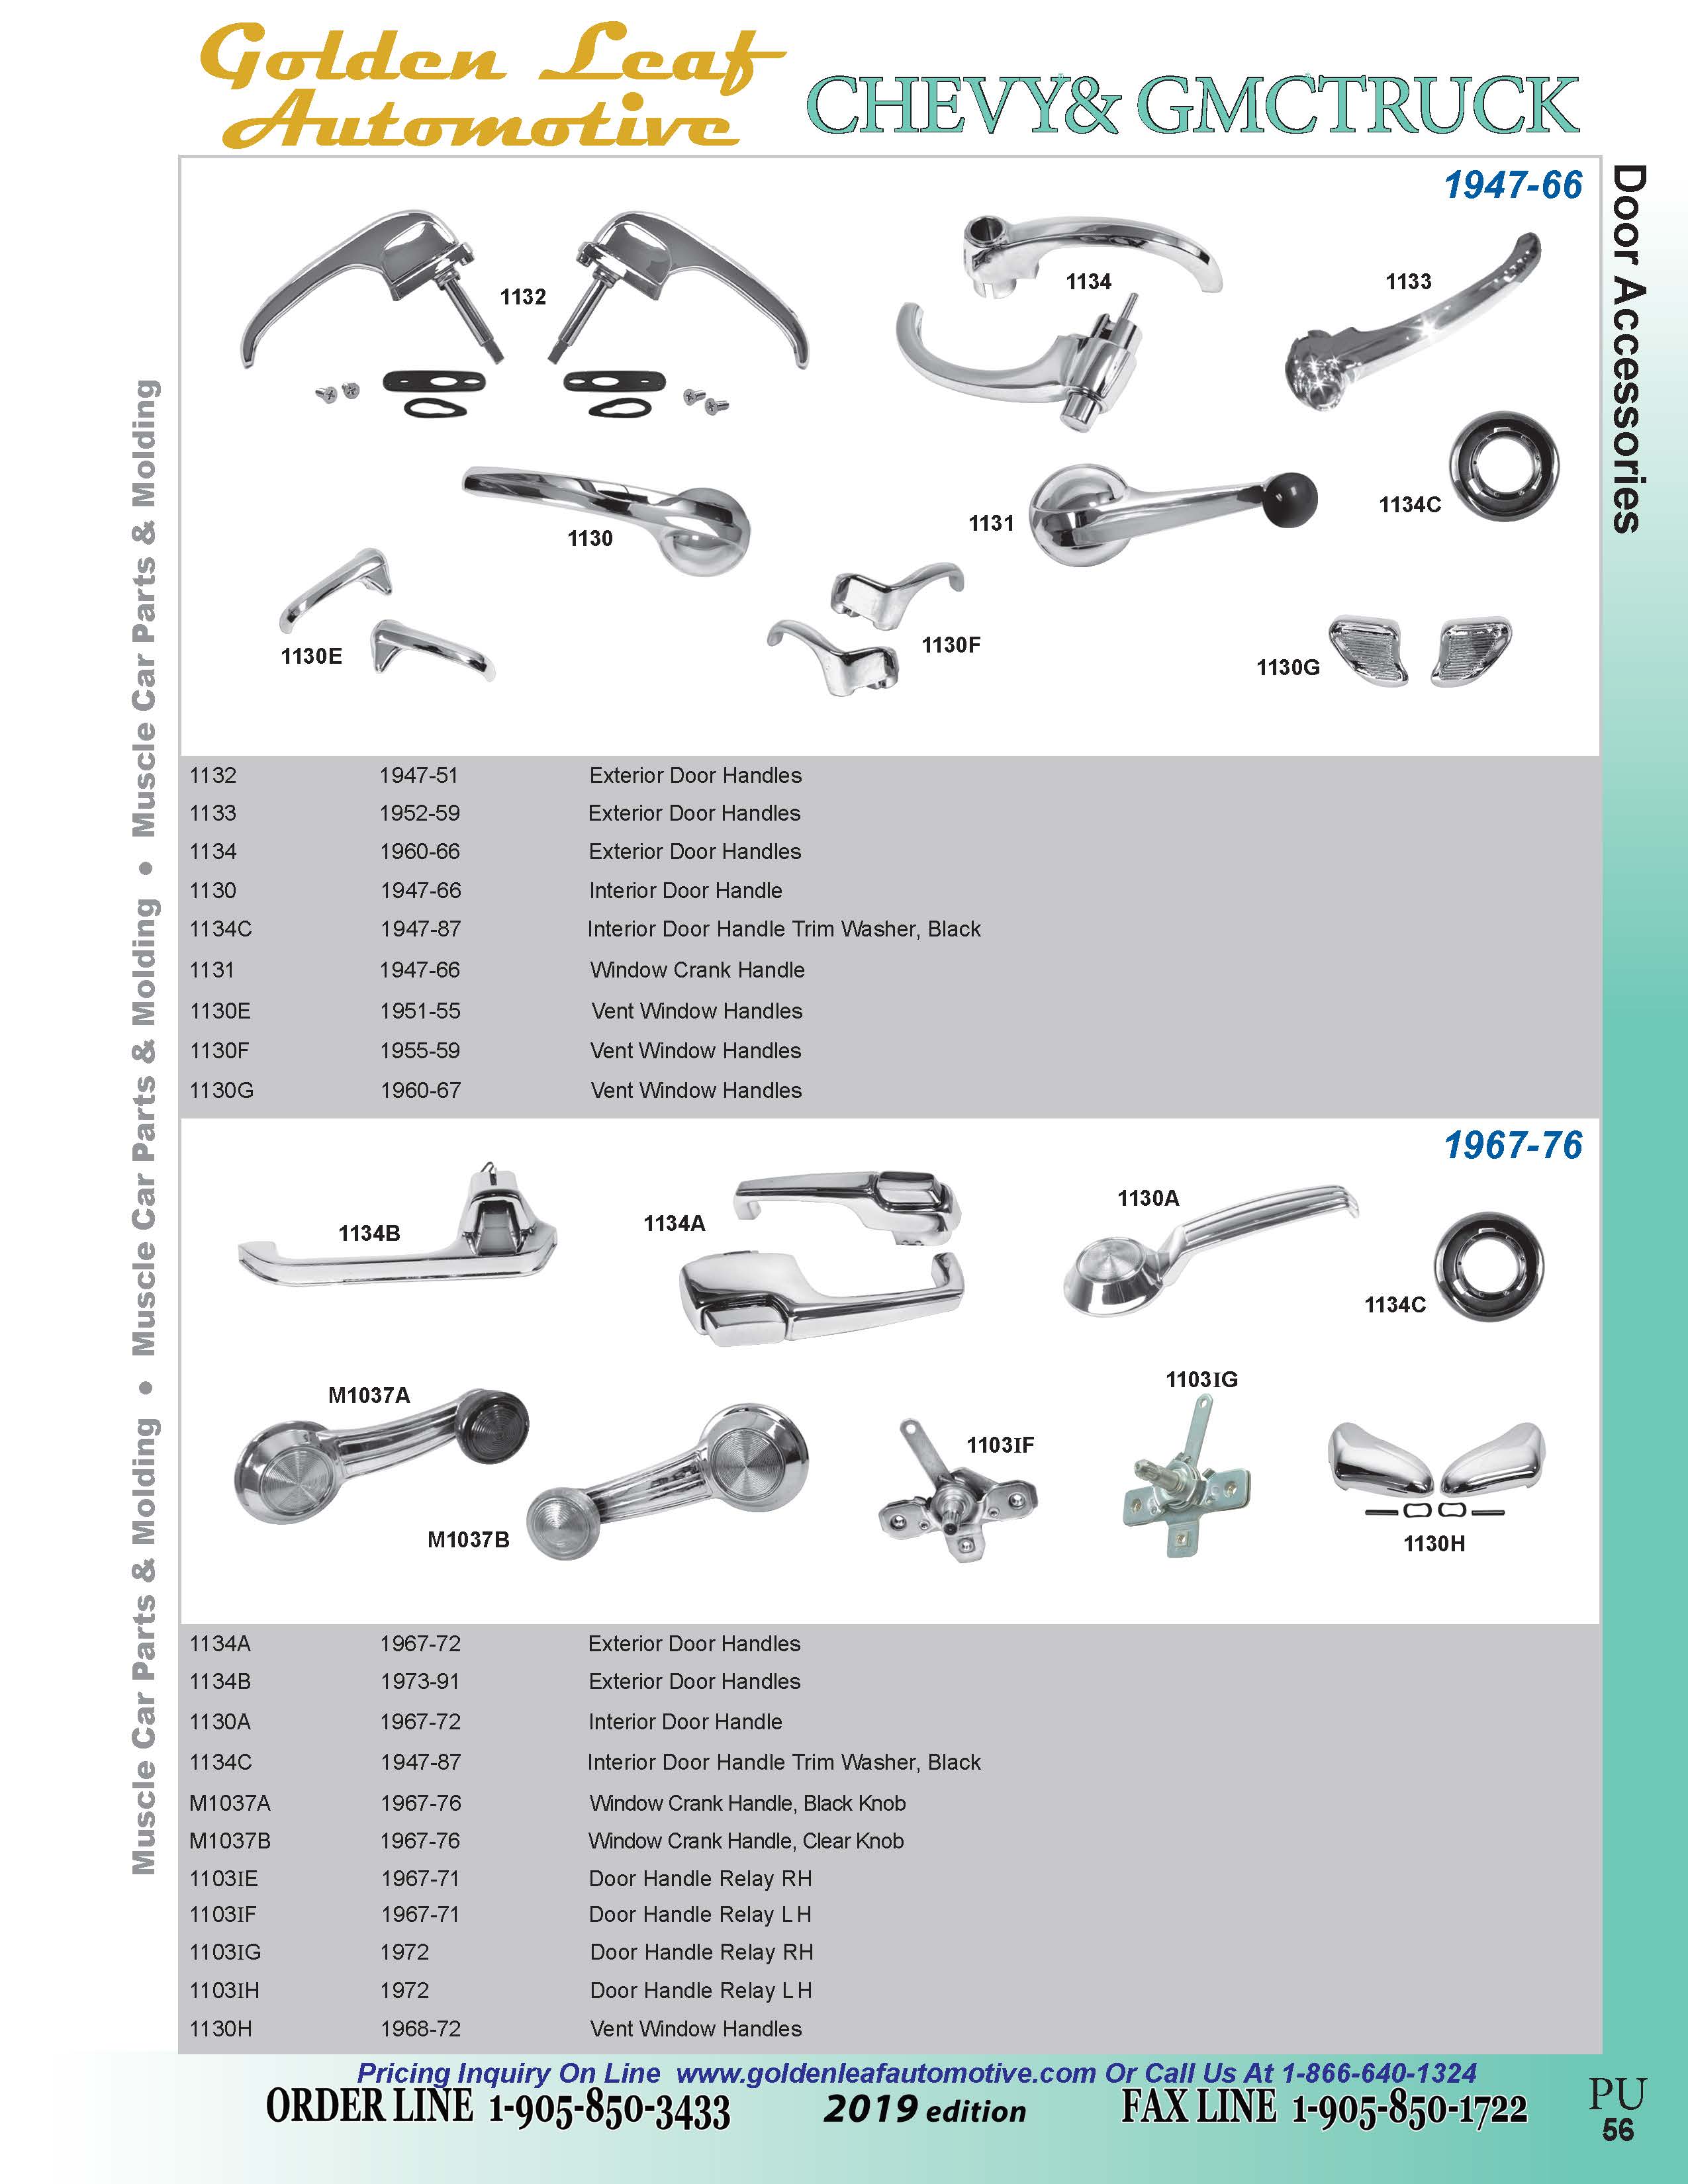 Golden Leaf
Automotive
CHEVY& GMCTRUCK
Door Accessories
Muscle Car Parts & Molding • Muscle Car Parts & Molding • Muscle Car Parts & Molding
1947-66
1132
1134
1133
1130
1131
1134C
1130E
1130F
1130G
1132 1947-51 Exterior Door Handles
1133 1952-59 Exterior Door Handles
1134 1960-66 Exterior Door Handles
1130 1947-66 Interior Door Handle
1134C 1947-87 Interior Door Handle Trim Washer, Black
1131 1947-66 Window Crank Handle
1130E 1951-55 Vent Window Handles
1130F 1955-59 Vent Window Handles
1130G 1960-67 Vent Window Handles
1967-76
1134B
1134A
1130A
1134C
M1037A
M1037B
1103IF
1103IG
1130H
1134A 1967-72 Exterior Door Handles
1134B 1973-91 Exterior Door Handles
1130A 1967-72 Interior Door Handle
1134C 1947-87 Interior Door Handle Trim Washer, Black
M1037A 1967-76 Window Crank Handle, Black Knob
M1037B 1967-76 Window Crank Handle, Clear Knob
1103IE 1967-71 Door Handle Relay RH
1103IF 1967-71 Door Handle Relay LH
1103IG 1972 Door Handle Relay RH
1103IH 1972 Door Handle Relay LH
1130H 1968-72 Vent Window Handles
Pricing Inquiry On Line www.goldenleafautomotive.com Or Call Us At 1-866-640-1324
ORDER LINE 1-905-850-3433 2019 edition FAX LINE 1-905-850-1722
PU
56